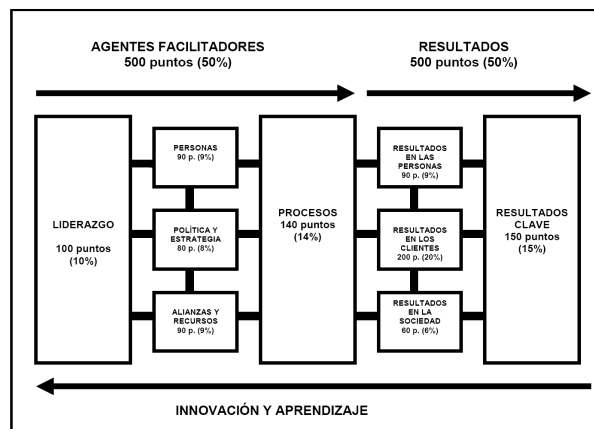 AGENTES FACILITADORES
500 puntos (50%)
RESULTADOS
500 puntos (50%)
LIDERAZGO
100 puntos
(10%)
PERSONAS
90 p. (9%)
POLÍTICA Y
ESTRATEGIA
80 p. (8%)
ALIANZAS Y
RECURSOS
90 p. (9%)
PROCESOS
140 puntos
(14%)
RESULTADOS
EN LAS
PERSONAS
90 p. (9%)
RESULTADOS
EN LOS
CLIENTES
200 p. (20%)
RESULTADOS
EN LA
SOCIEDAD
60 p. (6%)
RESULTADOS
CLAVE
150 puntos
(15%)
INNOVACIÓN Y APRENDIZAJE